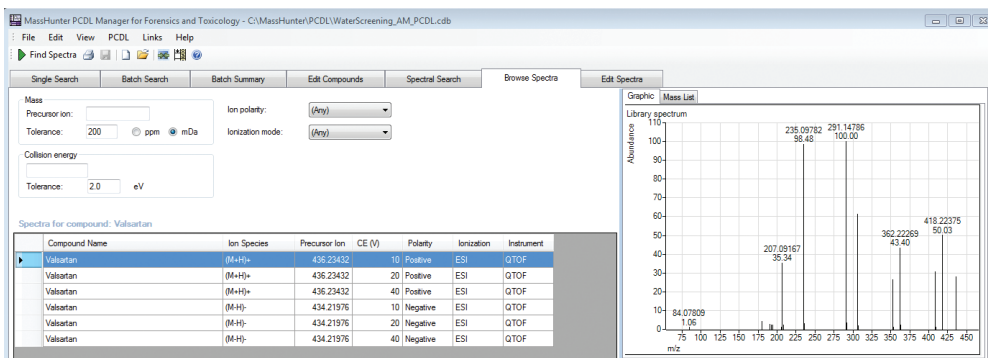 MassHunter PCDL Manager for Forensics and Toxicology - C:\MassHunter\PCDL\WaterScreening_AM_PCDL.cdb
File Edit View PCDL Links Help
Find Spectra
Single Search Batch Search Batch Summary Edit Compounds Spectral Search Browse Spectra Edit Spectra
Mass
Precursor ion:
Tolerance: 200 ppm mDa
Ion polarity: (Any)
Ionization mode: (Any)
Collision energy
Tolerance: 2.0 eV
Spectra for compound: Valsartan
Compound Name Ion Species Precursor Ion CE (V) Polarity Ionization Instrument
Valsartan (M+H)+ 436.23432 10 Positive ESI QTOF
Valsartan (M+H)+ 436.23432 20 Positive ESI QTOF
Valsartan (M+H)+ 436.23432 40 Positive ESI QTOF
Valsartan (M-H)- 434.21976 10 Negative ESI QTOF
Valsartan (M-H)- 434.21976 20 Negative ESI QTOF
Valsartan (M-H)- 434.21976 40 Negative ESI QTOF
Graphic Mass List
Library spectrum
Abundance
110
100
90
80
70
60
50
40
30
20
10
0
84.07809
1.06
207.09167
35.34
235.09782
98.48
291.14786
100.00
362.22269
43.40
418.22375
50.03
75 100 125 150 175 200 225 250 275 300 325 350 375 400 425 450
m/z